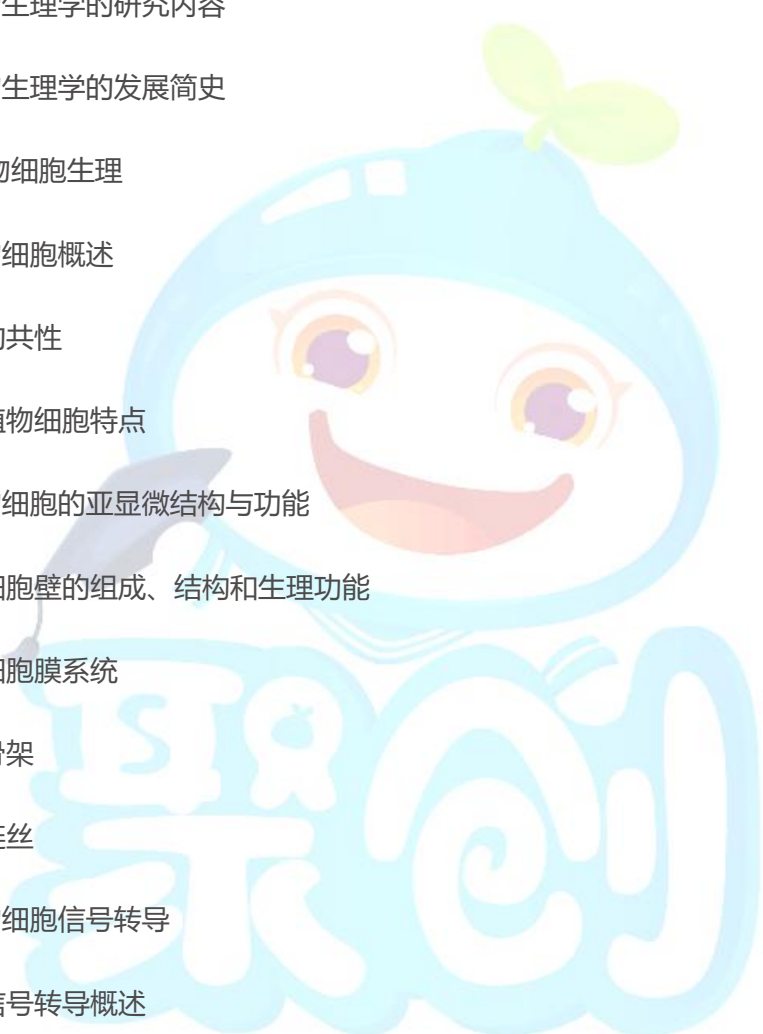 生理学的研究内容
生理学的发展简史
物细胞生理
细胞概述
的共性
植物细胞特点
细胞的亚显微结构与功能
细胞壁的组成、结构和生理功能
细胞膜系统
骨架
连丝
细胞信号转导
信号转导概述
聚创